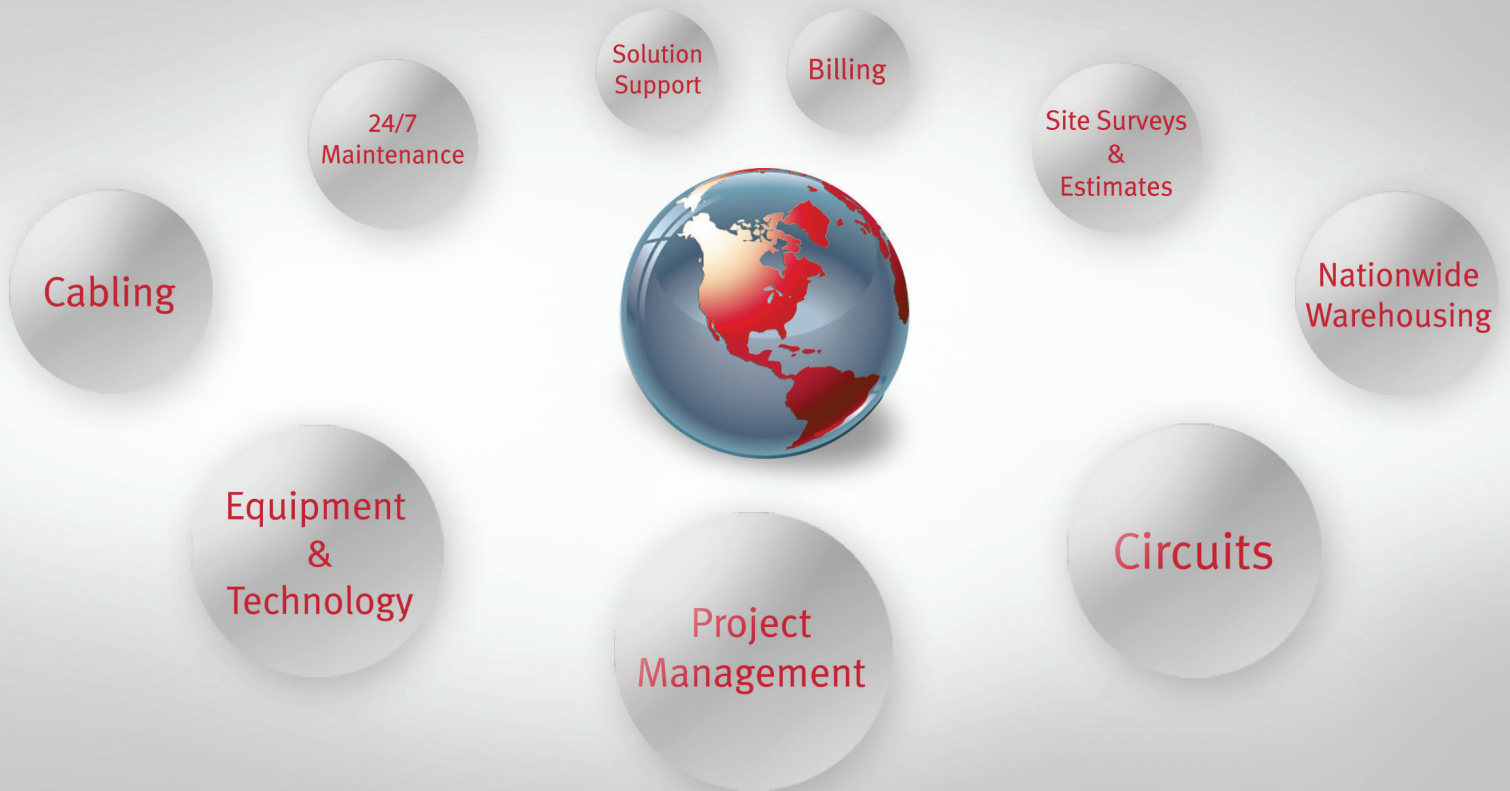 Solution
Support
Billing
24/7
Maintenance
Site Surveys
&
Estimates
Cabling
Nationwide
Warehousing
Equipment
&
Technology
Circuits
Project
Management